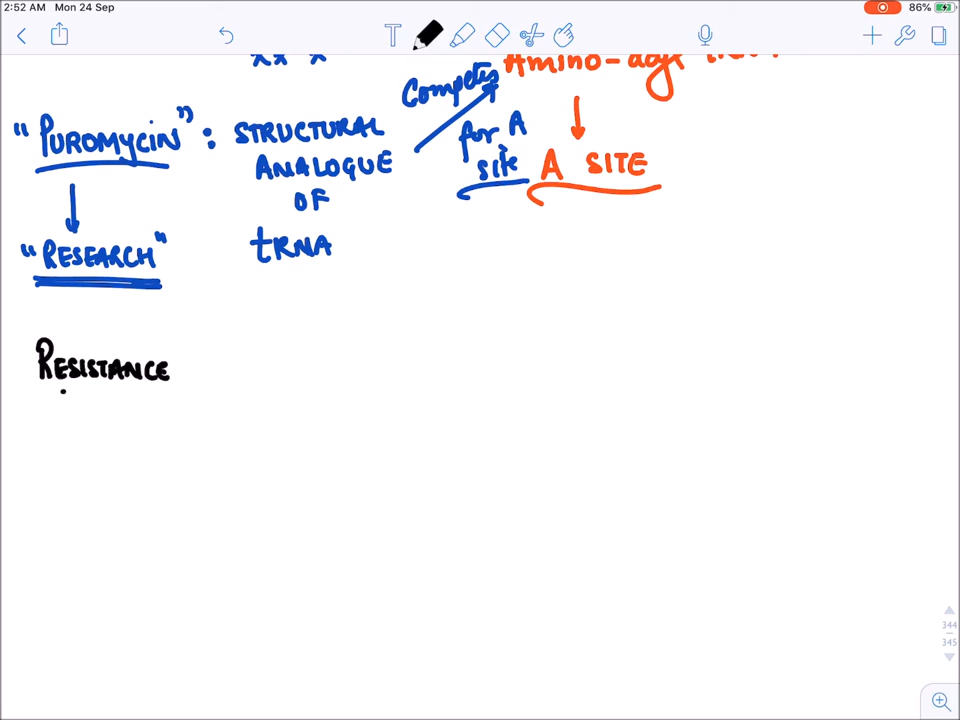 2:52 AM Mon 24 Sep 86%
Competes
for A
site
A SITE
"PUROMYCIN" : STRUCTURAL
ANALOGUE
OF
tRNA
"RESEARCH"
RESISTANCE
344
345